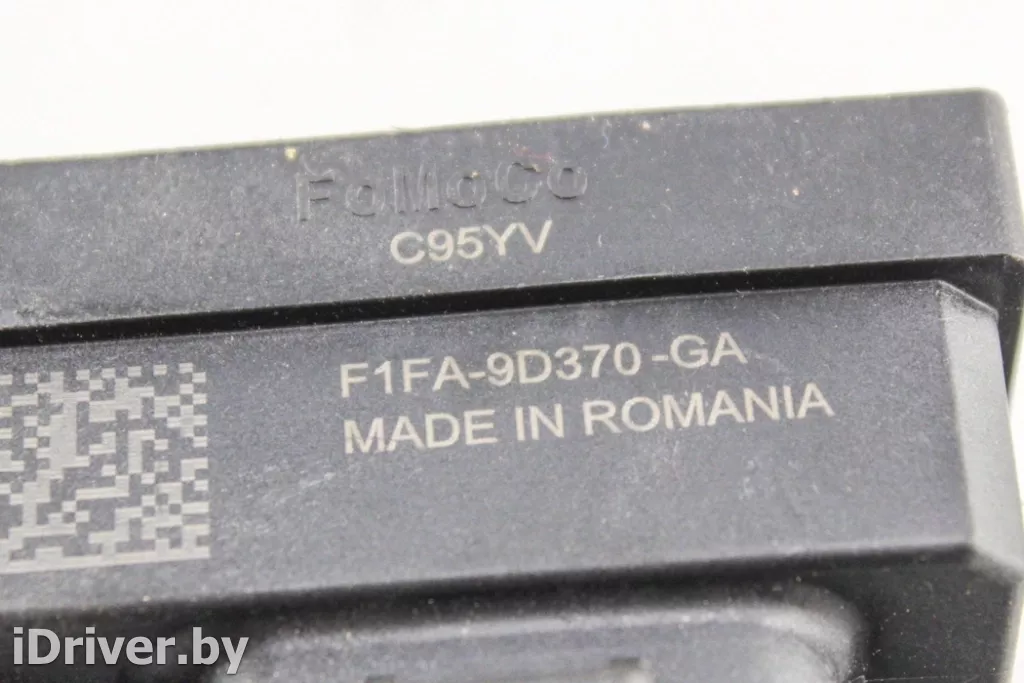 FoMoCo
C95YV
F1FA-9D370-GA
MADE IN ROMANIA
iDriver.by